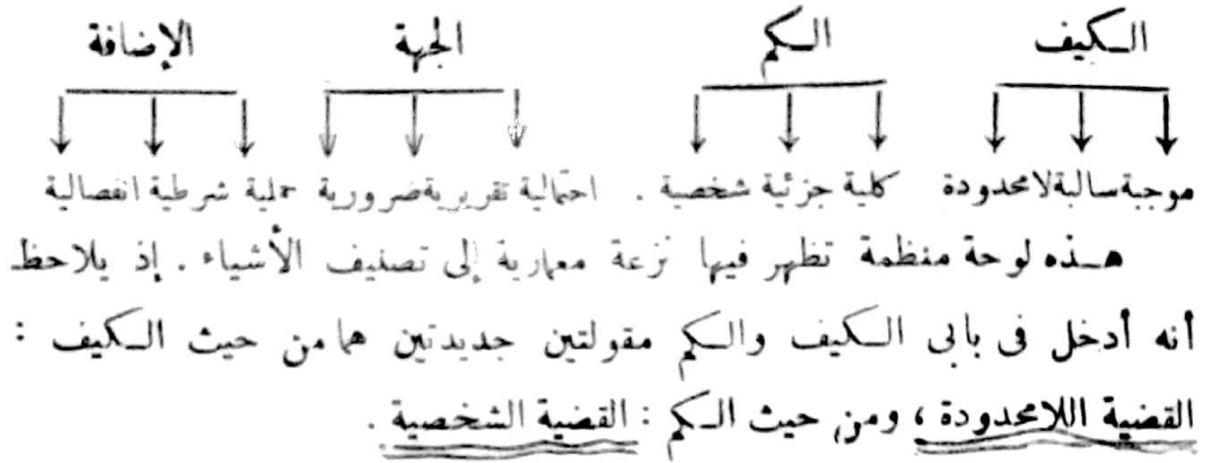 الكيف الكم الجهة الإضافة
موجبة سالبة لامحدودة كلية جزئية شخصية . احتمالية تقريرية ضرورية حملية شرطية انفصالية
هذه لوحة منظمة تظهر فيها نزعة معمارية إلى تصنيف الأشياء . إذ يلاحظ
أنه أدخل فى بابى الكيف والكم مقولتين جديدتين هما من حيث الكيف :
القضية اللامحدودة ، ومن حيث الكم : القضية الشخصية .